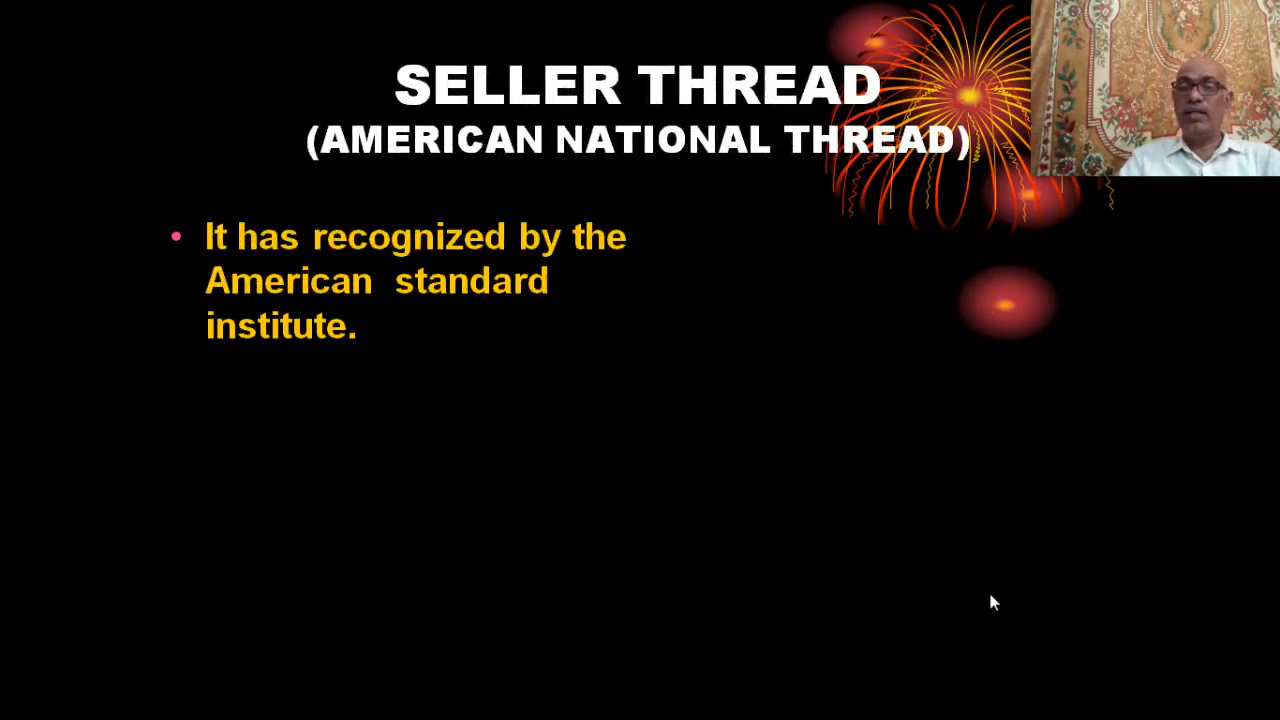 SELLER THREAD
(AMERICAN NATIONAL THREAD)
• It has recognized by the
American standard
institute.